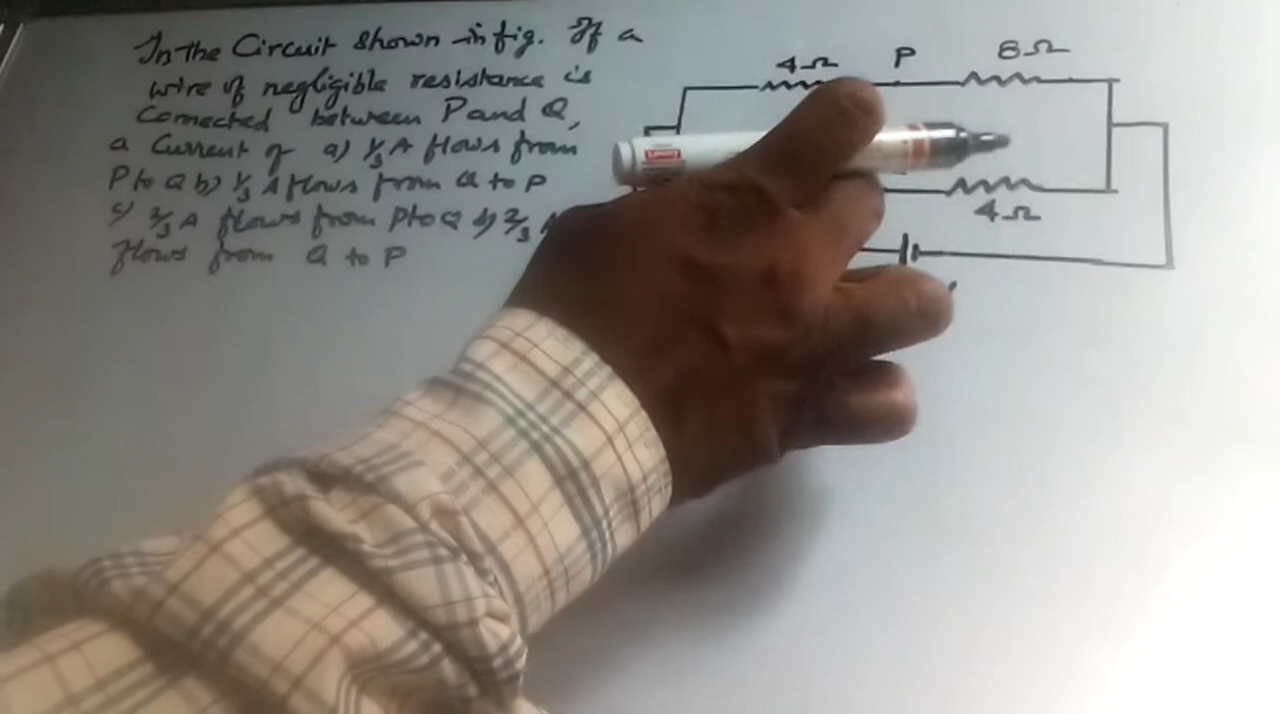 In the Circuit shown in fig. If a
wire of negligible resistance is
Connected between P and Q,
a current of a) 1/3 A flows from
P to Q b) 1/3 A flows from Q to P
c) 2/3 A flows from P to Q d) 2/3 A
flows from Q to P
4Ω P 8Ω
4Ω